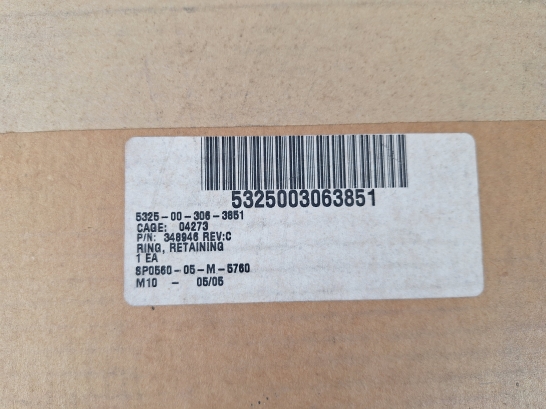 5325003063851
5325-00-306-3851
CAGE: 04273
P/N: 348946 REV:C
RING, RETAINING
1 EA
SP0560-05-M-5760
M10 - 05/05